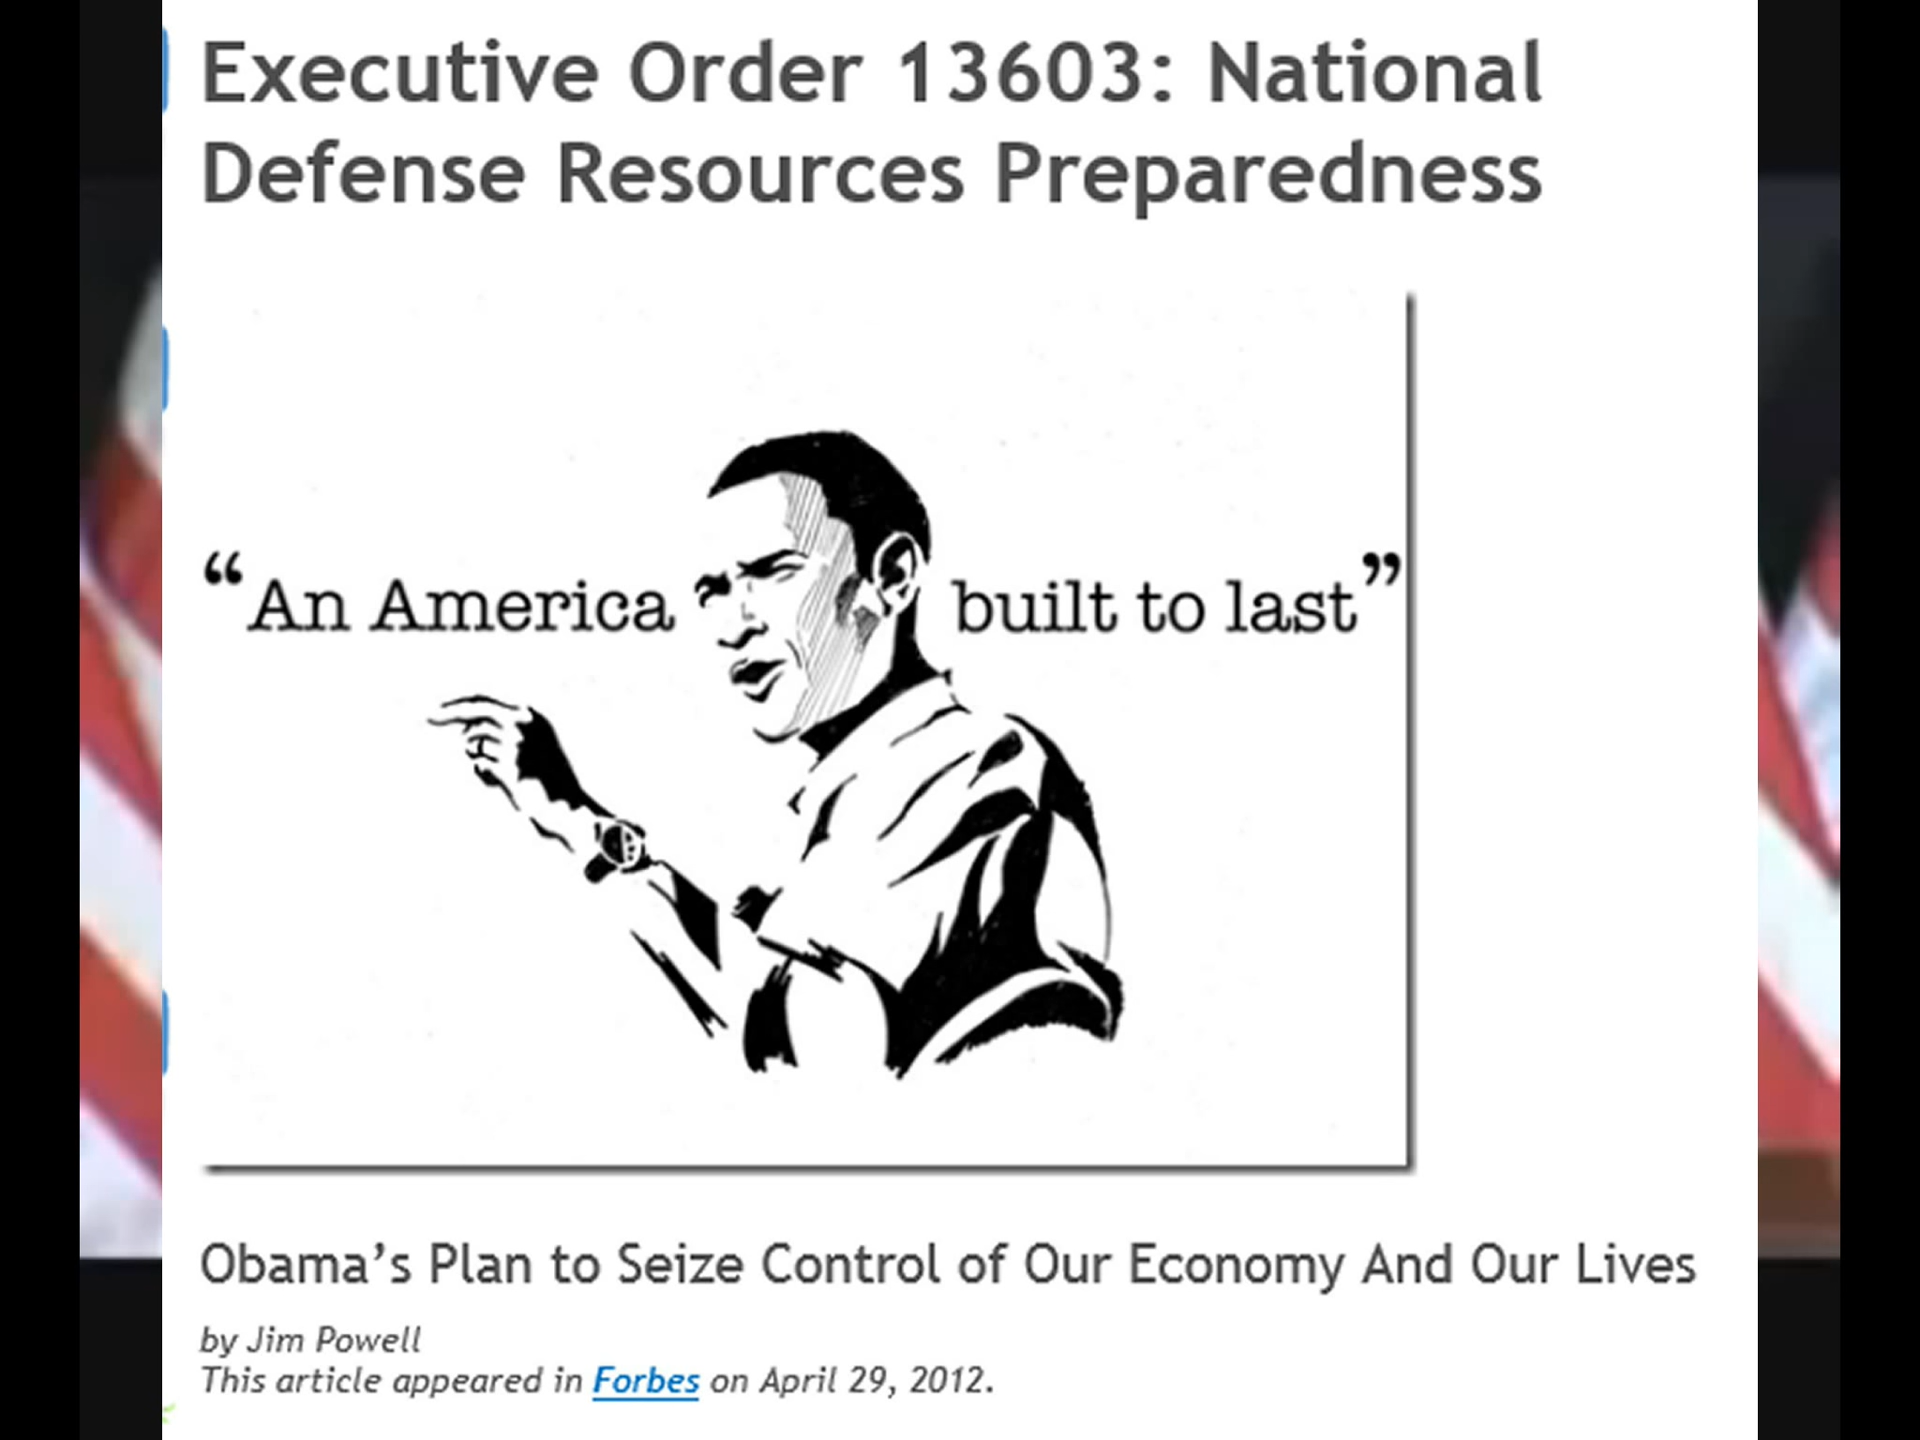 Executive Order 13603: National
Defense Resources Preparedness
“An America built to last”
Obama’s Plan to Seize Control of Our Economy And Our Lives
by Jim Powell
This article appeared in Forbes on April 29, 2012.